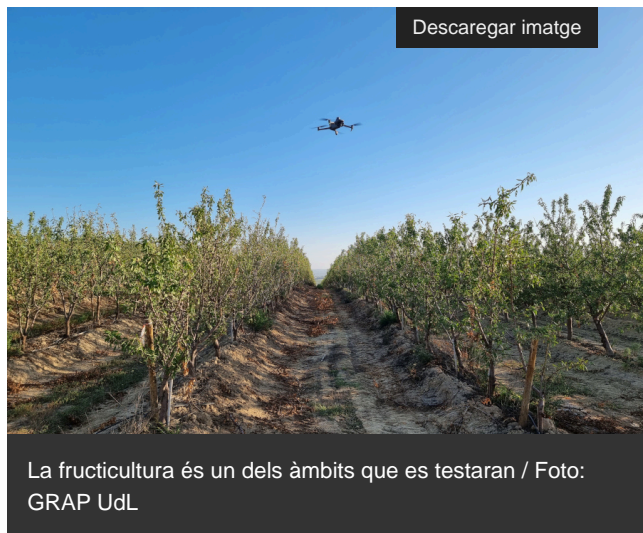 Descaregar imatge
La fructicultura és un dels àmbits que es testaran / Foto:
GRAP UdL